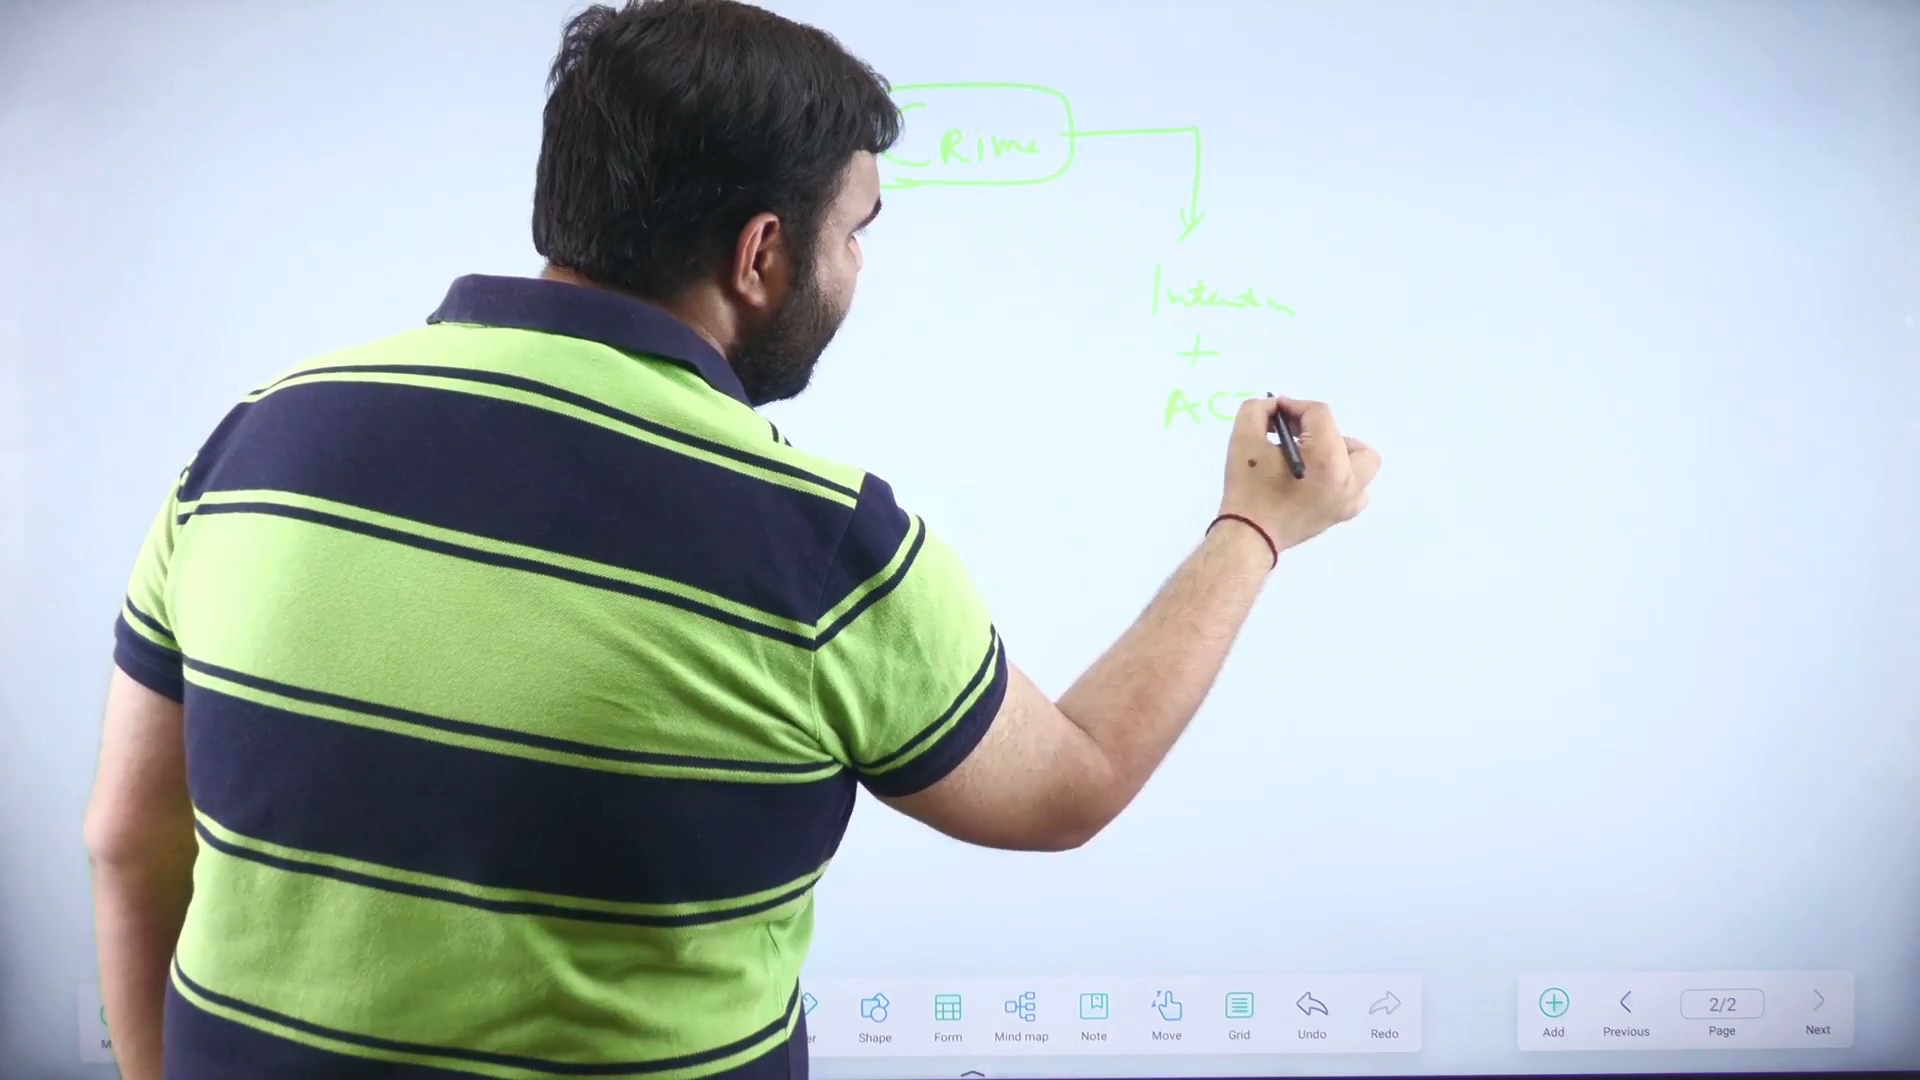 CRime
Intention
+
AC
Shape
Form
Mind map
Note
Move
Grid
Undo
Redo
Add
Previous
2/2
Page
Next